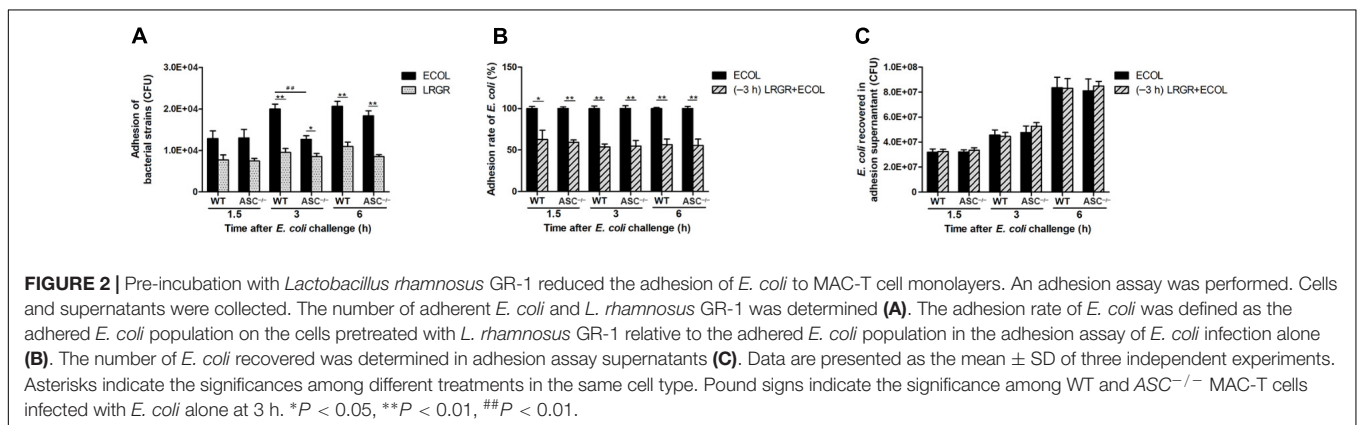 A
Adhesion of
bacterial strains (CFU)
3.0E+04
2.0E+04
1.0E+04
0
ECOL
LRGR
##
**
*
**
**
WT ASC−/− WT ASC−/− WT ASC−/−
1.5 3 6
Time after E. coli challenge (h)
B
Adhesion rate of E. coli (%)
150
100
50
0
ECOL
(−3 h) LRGR+ECOL
* ** ** ** ** **
WT ASC−/− WT ASC−/− WT ASC−/−
1.5 3 6
Time after E. coli challenge (h)
C
E. coli recovered in
adhesion supernatant (CFU)
1.0E+08
8.0E+07
6.0E+07
4.0E+07
2.0E+07
0
ECOL
(−3 h) LRGR+ECOL
WT ASC−/− WT ASC−/− WT ASC−/−
1.5 3 6
Time after E. coli challenge (h)
FIGURE 2 | Pre-incubation with Lactobacillus rhamnosus GR-1 reduced the adhesion of E. coli to MAC-T cell monolayers. An adhesion assay was performed. Cells
and supernatants were collected. The number of adherent E. coli and L. rhamnosus GR-1 was determined (A). The adhesion rate of E. coli was defined as the
adhered E. coli population on the cells pretreated with L. rhamnosus GR-1 relative to the adhered E. coli population in the adhesion assay of E. coli infection alone
(B). The number of E. coli recovered was determined in adhesion assay supernatants (C). Data are presented as the mean ± SD of three independent experiments.
Asterisks indicate the significances among different treatments in the same cell type. Pound signs indicate the significance among WT and ASC−/− MAC-T cells
infected with E. coli alone at 3 h. *P < 0.05, **P < 0.01, ##P < 0.01.